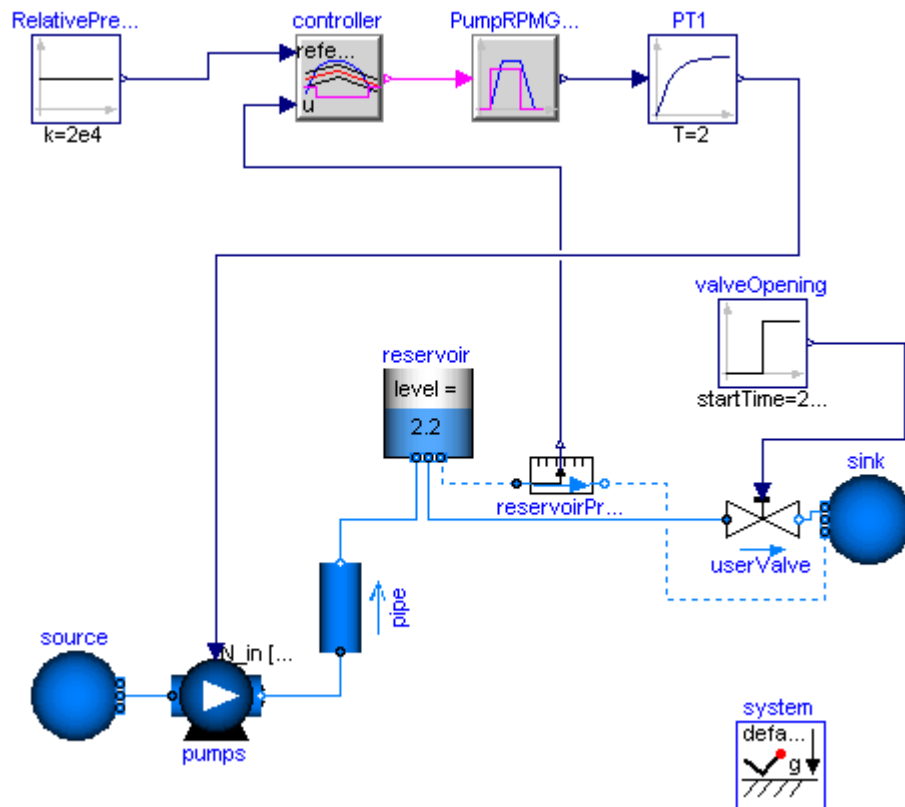 RelativePre...
controller
PumpRPMG...
PT1
refe...
u
k=2e4
T=2
valveOpening
startTime=2...
reservoir
level =
2.2
reservoirPr...
sink
userValve
pipe
source
N_in [...
pumps
system
defa...
g